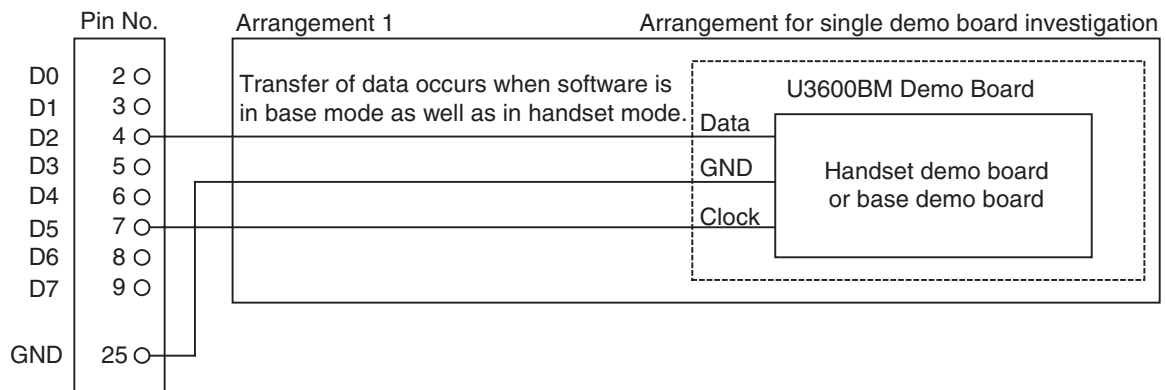 Pin No.
Arrangement 1
Arrangement for single demo board investigation
D0 2
D1 3
D2 4
D3 5
D4 6
D5 7
D6 8
D7 9
GND 25
Transfer of data occurs when software is
in base mode as well as in handset mode.
U3600BM Demo Board
Data
GND
Clock
Handset demo board
or base demo board